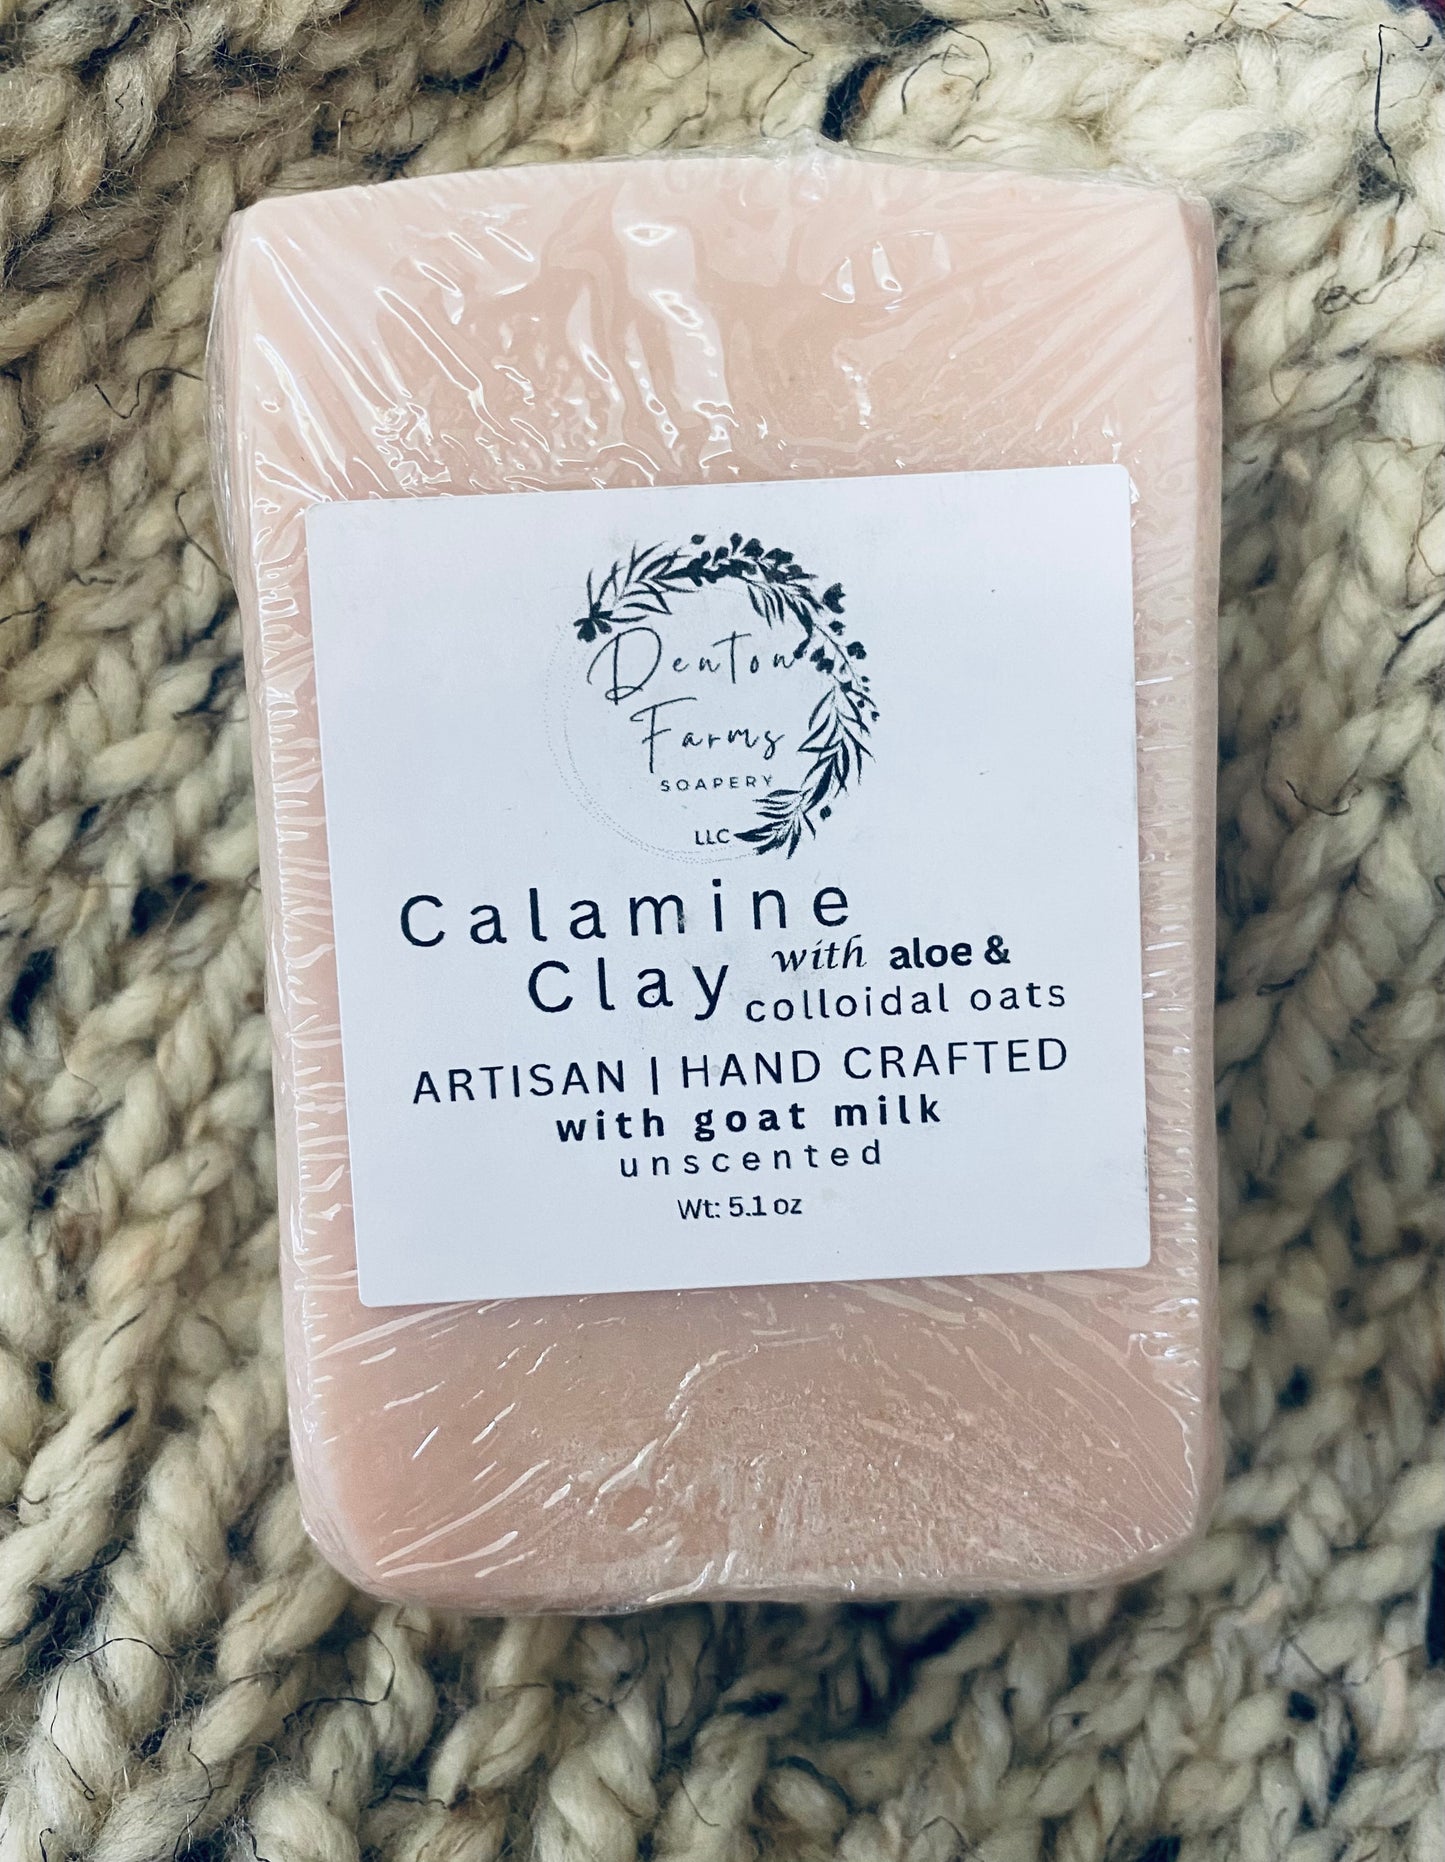 Denton
Farms
SOAPERY
LLC
Calamine
Clay with aloe &
colloidal oats
ARTISAN | HAND CRAFTED
with goat milk
unscented
Wt: 5.1 oz